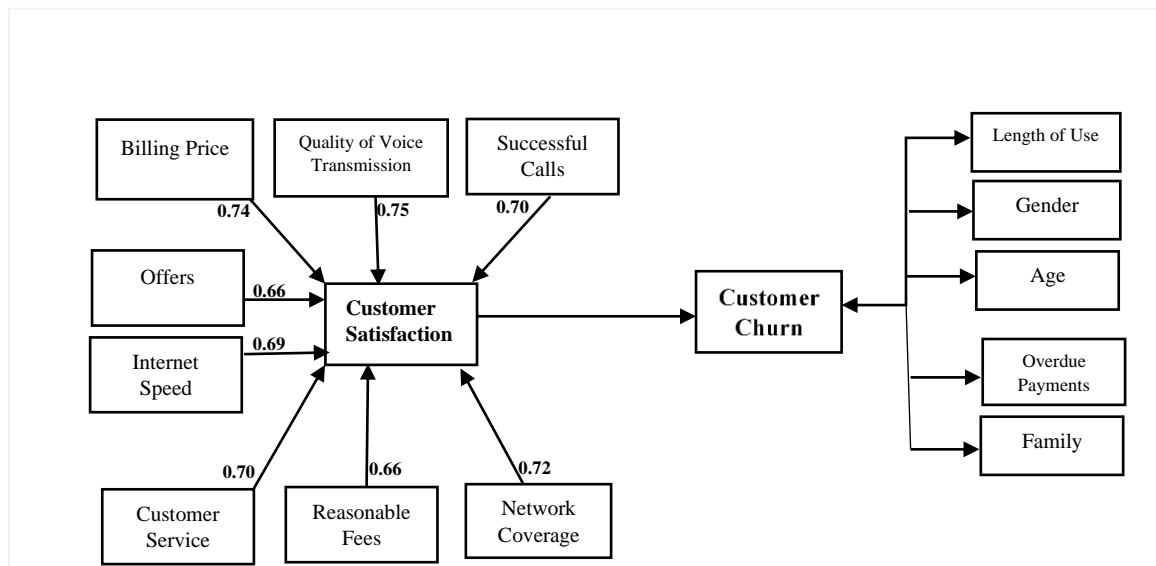 Billing Price
Quality of Voice
Transmission
Successful
Calls
0.74
0.75
0.70
Offers
0.66
Internet
Speed
0.69
Customer
Satisfaction
Customer
Service
0.70
Reasonable
Fees
0.66
Network
Coverage
0.72
Customer
Churn
Length of Use
Gender
Age
Overdue
Payments
Family